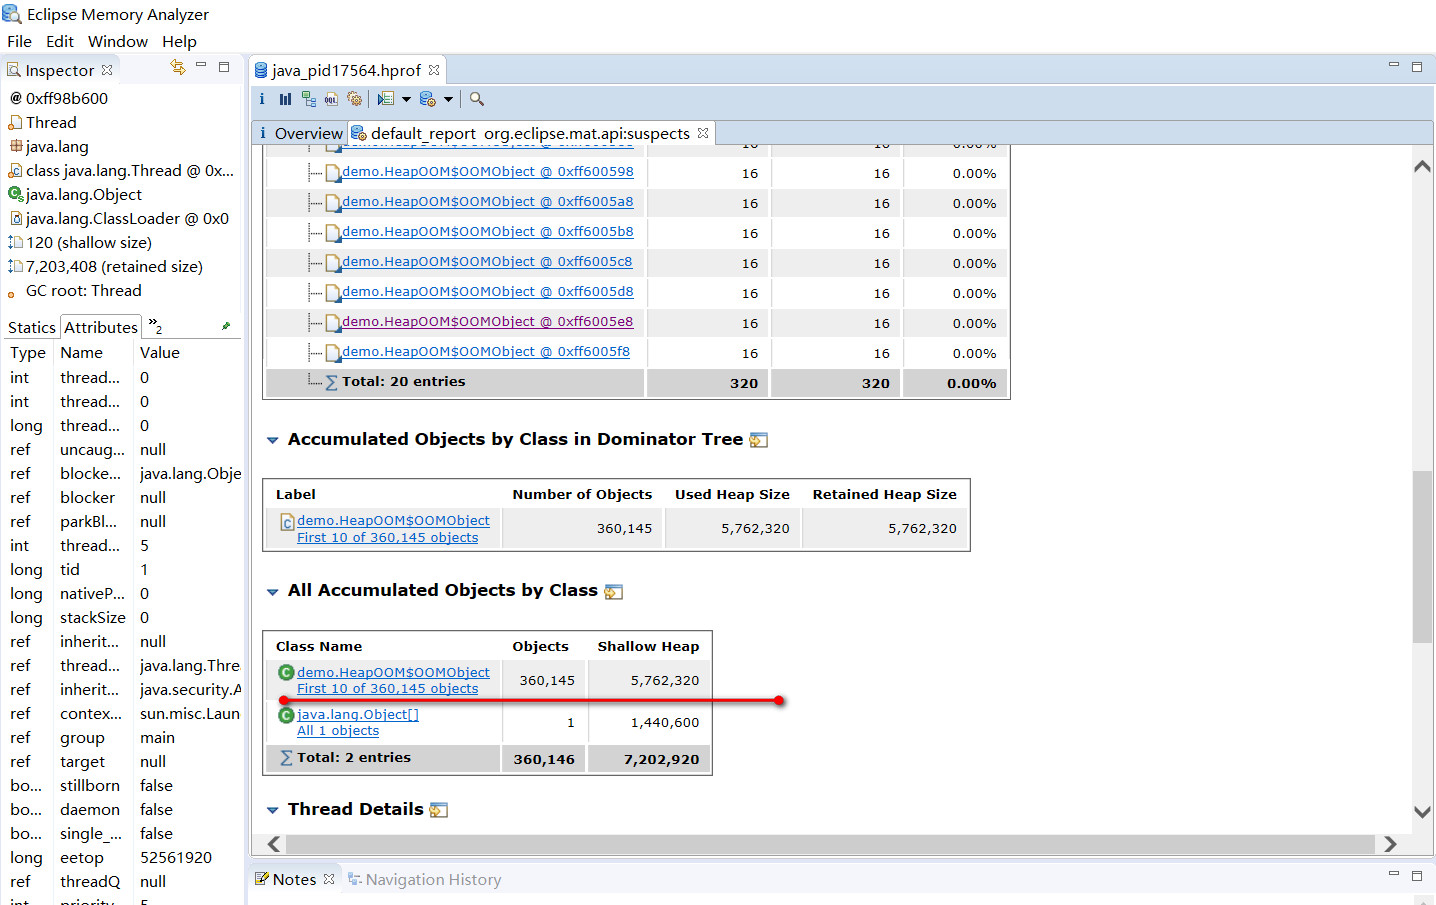 Eclipse Memory Analyzer
File Edit Window Help
Inspector
@ 0xff98b600
Thread
java.lang
class java.lang.Thread @ 0x...
java.lang.Object
java.lang.ClassLoader @ 0x0
120 (shallow size)
7,203,408 (retained size)
GC root: Thread
Statics Attributes »2
Type Name Value
int thread... 0
int thread... 0
long thread... 0
ref uncaug... null
ref blocke... java.lang.Obje
ref blocker null
ref parkBl... null
int thread... 5
long tid 1
long nativeP... 0
long stackSize 0
ref inherit... null
ref thread... java.lang.Thre
ref inherit... java.security.A
ref contex... sun.misc.Laun
ref group main
ref target null
bo... stillborn false
bo... daemon false
bo... single_... false
long eetop 52561920
ref threadQ null
int priority 5
java_pid17564.hprof
i OQL
i Overview default_report org.eclipse.mat.api:suspects
16 16 0.00%
demo.HeapOOM$OOMObject @ 0xff600598 16 16 0.00%
demo.HeapOOM$OOMObject @ 0xff6005a8 16 16 0.00%
demo.HeapOOM$OOMObject @ 0xff6005b8 16 16 0.00%
demo.HeapOOM$OOMObject @ 0xff6005c8 16 16 0.00%
demo.HeapOOM$OOMObject @ 0xff6005d8 16 16 0.00%
demo.HeapOOM$OOMObject @ 0xff6005e8 16 16 0.00%
demo.HeapOOM$OOMObject @ 0xff6005f8 16 16 0.00%
∑ Total: 20 entries 320 320 0.00%
Accumulated Objects by Class in Dominator Tree
Label Number of Objects Used Heap Size Retained Heap Size
demo.HeapOOM$OOMObject 360,145 5,762,320 5,762,320
First 10 of 360,145 objects
All Accumulated Objects by Class
Class Name Objects Shallow Heap
demo.HeapOOM$OOMObject 360,145 5,762,320
First 10 of 360,145 objects
java.lang.Object[] 1 1,440,600
All 1 objects
∑ Total: 2 entries 360,146 7,202,920
Thread Details
Notes Navigation History